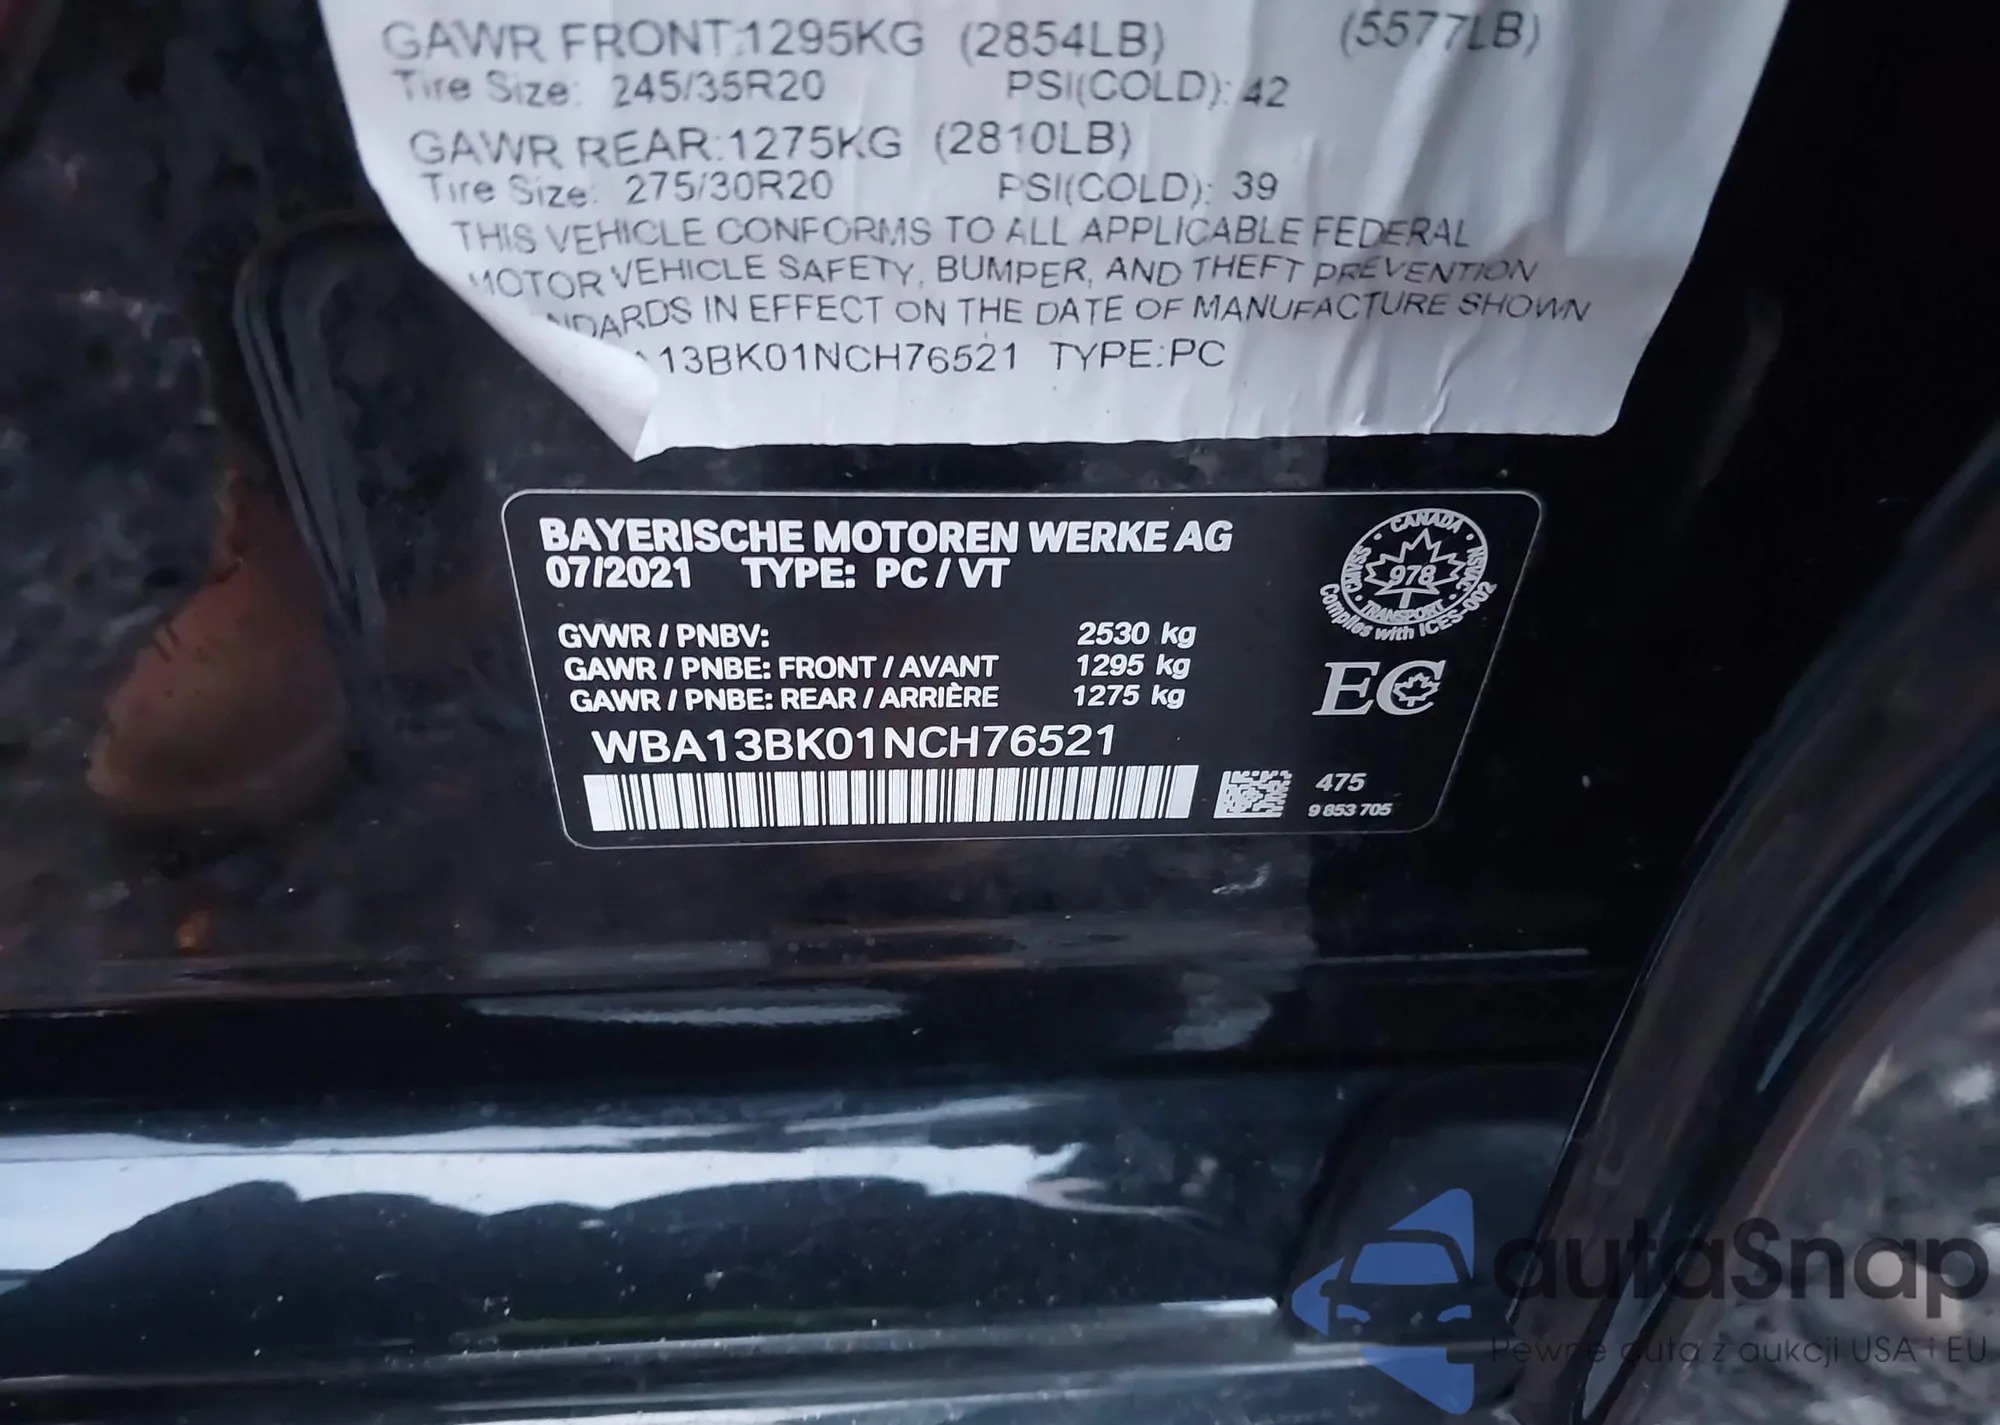 GAWR FRONT:1295KG (2854LB) (5577LB)
Tire Size: 245/35R20 PSI(COLD): 42
GAWR REAR:1275KG (2810LB)
Tire Size: 275/30R20 PSI(COLD): 39
THIS VEHICLE CONFORMS TO ALL APPLICABLE FEDERAL
MOTOR VEHICLE SAFETY, BUMPER, AND THEFT PREVENTION
NDARDS IN EFFECT ON THE DATE OF MANUFACTURE SHOWN
A13BK01NCH76521 TYPE:PC
BAYERISCHE MOTOREN WERKE AG
07/2021 TYPE: PC / VT
GVWR / PNBV: 2530 kg
GAWR / PNBE: FRONT / AVANT 1295 kg
GAWR / PNBE: REAR / ARRIÈRE 1275 kg
WBA13BK01NCH76521
CANADA
978
TRANSPORT
Complies with ICES-002
EC
475
9 853 705
autaSnap
Pewne auta z aukcji USA i EU